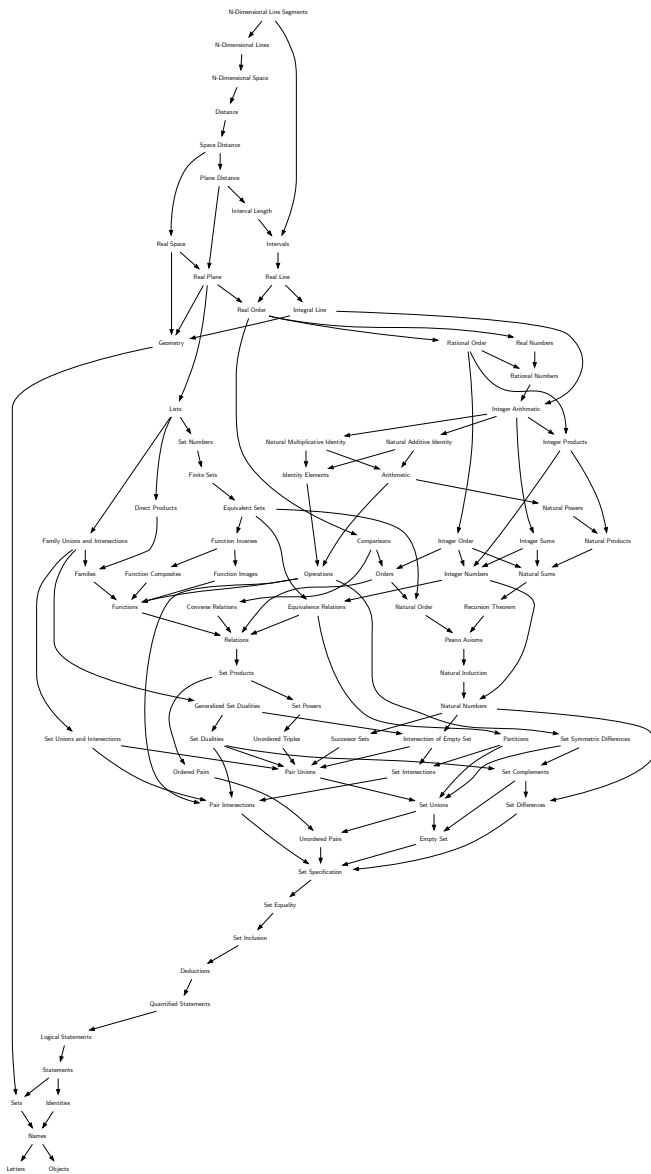 N-Dimensional Line Segments
N-Dimensional Lines
N-Dimensional Space
Distance
Space Distance
Plane Distance
Interval Length
Real Space
Intervals
Real Plane
Real Line
Real Order
Integral Line
Geometry
Rational Order
Real Numbers
Rational Numbers
Lists
Integer Arithmetic
Set Numbers
Natural Multiplicative Identity
Natural Additive Identity
Integer Products
Finite Sets
Identity Elements
Arithmetic
Direct Products
Equivalent Sets
Natural Powers
Family Unions and Intersections
Function Inverses
Comparisons
Integer Order
Integer Sums
Natural Products
Families
Function Composites
Function Images
Operations
Orders
Integer Numbers
Natural Sums
Functions
Converse Relations
Equivalence Relations
Natural Order
Recursion Theorem
Relations
Peano Axioms
Set Products
Natural Induction
Generalized Set Dualities
Set Powers
Natural Numbers
Set Unions and Intersections
Set Dualities
Unordered Triples
Successor Sets
Intersection of Empty Set
Partitions
Set Symmetric Differences
Ordered Pairs
Pair Unions
Set Intersections
Set Complements
Pair Intersections
Set Unions
Set Differences
Unordered Pairs
Empty Set
Set Specification
Set Equality
Set Inclusion
Deductions
Quantified Statements
Logical Statements
Statements
Sets
Identities
Names
Letters
Objects